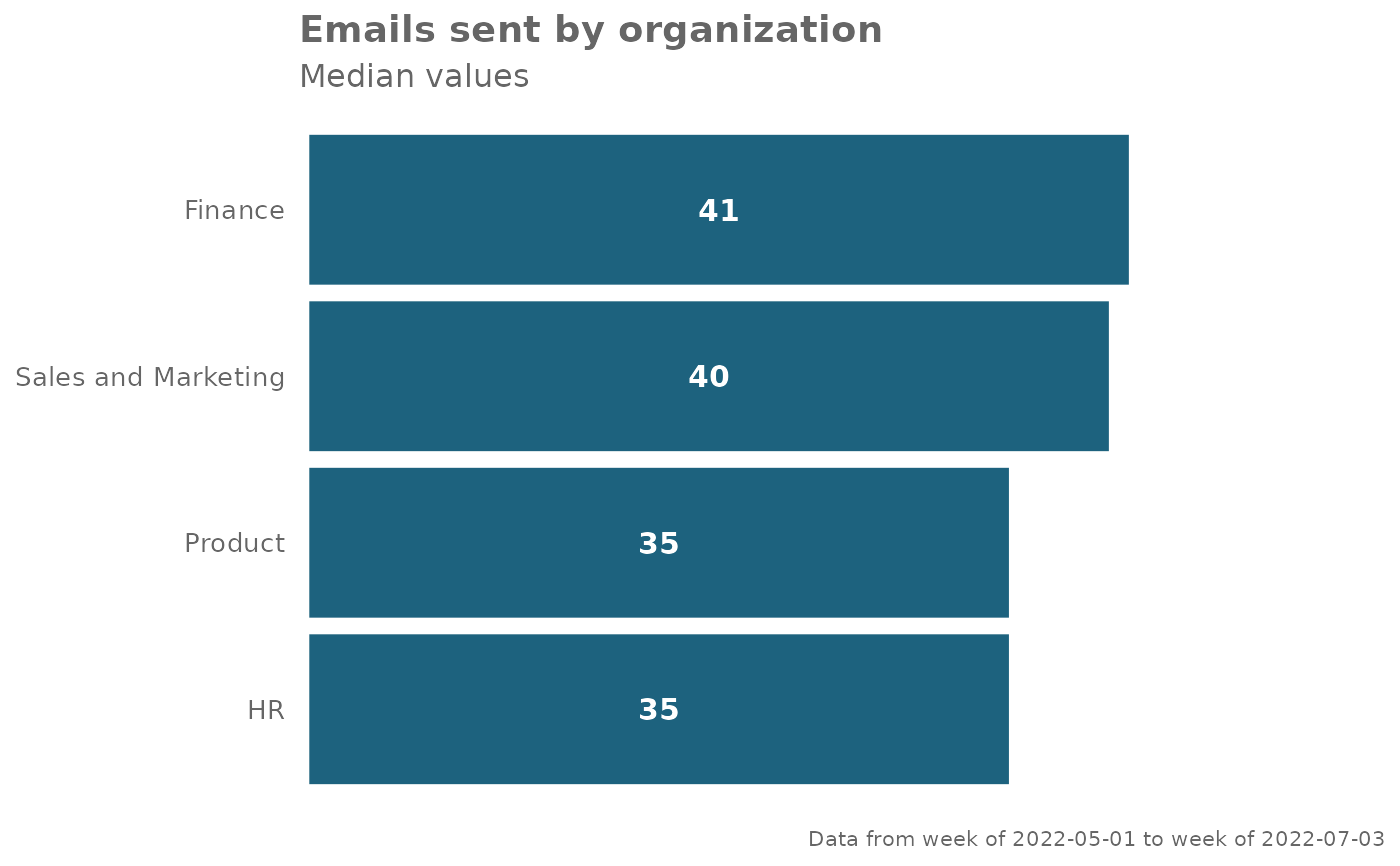 Emails sent by organization
Median values
Finance
41
Sales and Marketing
40
Product
35
HR
35
Data from week of 2022-05-01 to week of 2022-07-03